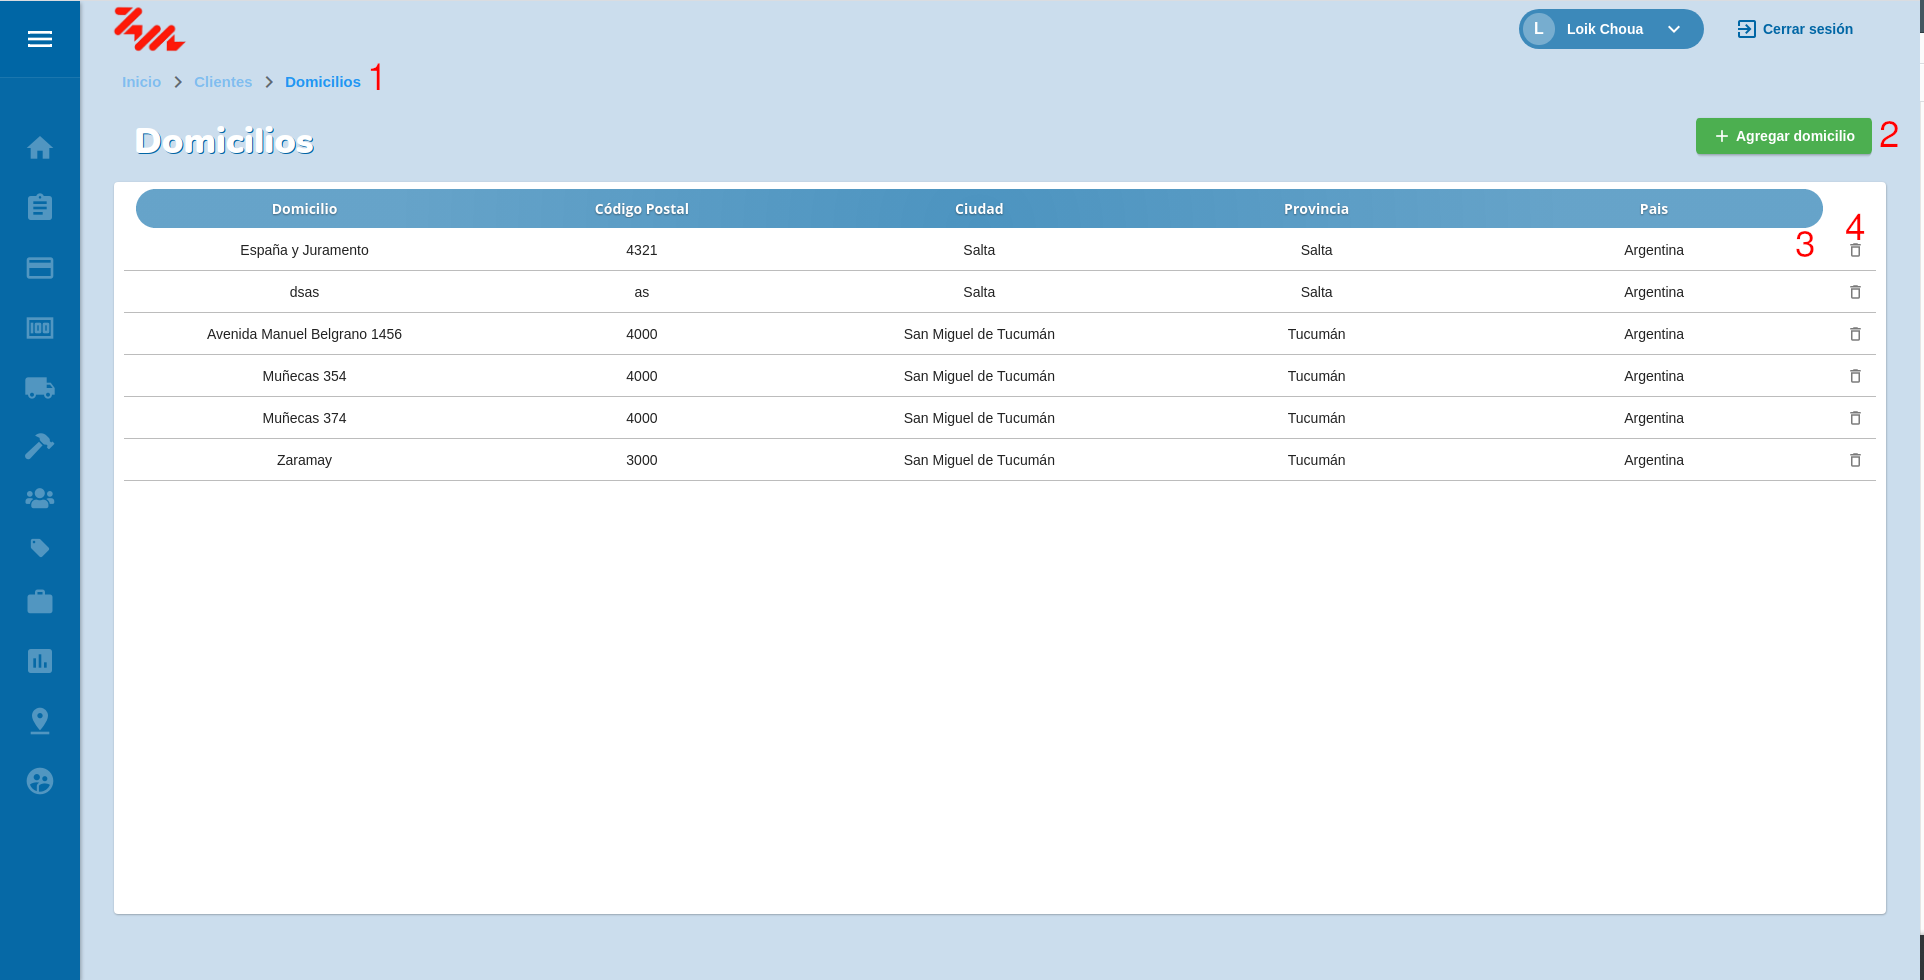 L Loik Choua Cerrar sesión
Inicio Clientes Domicilios 1
Domicilios
Agregar domicilio 2
Domicilio Código Postal Ciudad Provincia Pais
4
3
España y Juramento 4321 Salta Salta Argentina
dsas as Salta Salta Argentina
Avenida Manuel Belgrano 1456 4000 San Miguel de Tucumán Tucumán Argentina
Muñecas 354 4000 San Miguel de Tucumán Tucumán Argentina
Muñecas 374 4000 San Miguel de Tucumán Tucumán Argentina
Zaramay 3000 San Miguel de Tucumán Tucumán Argentina